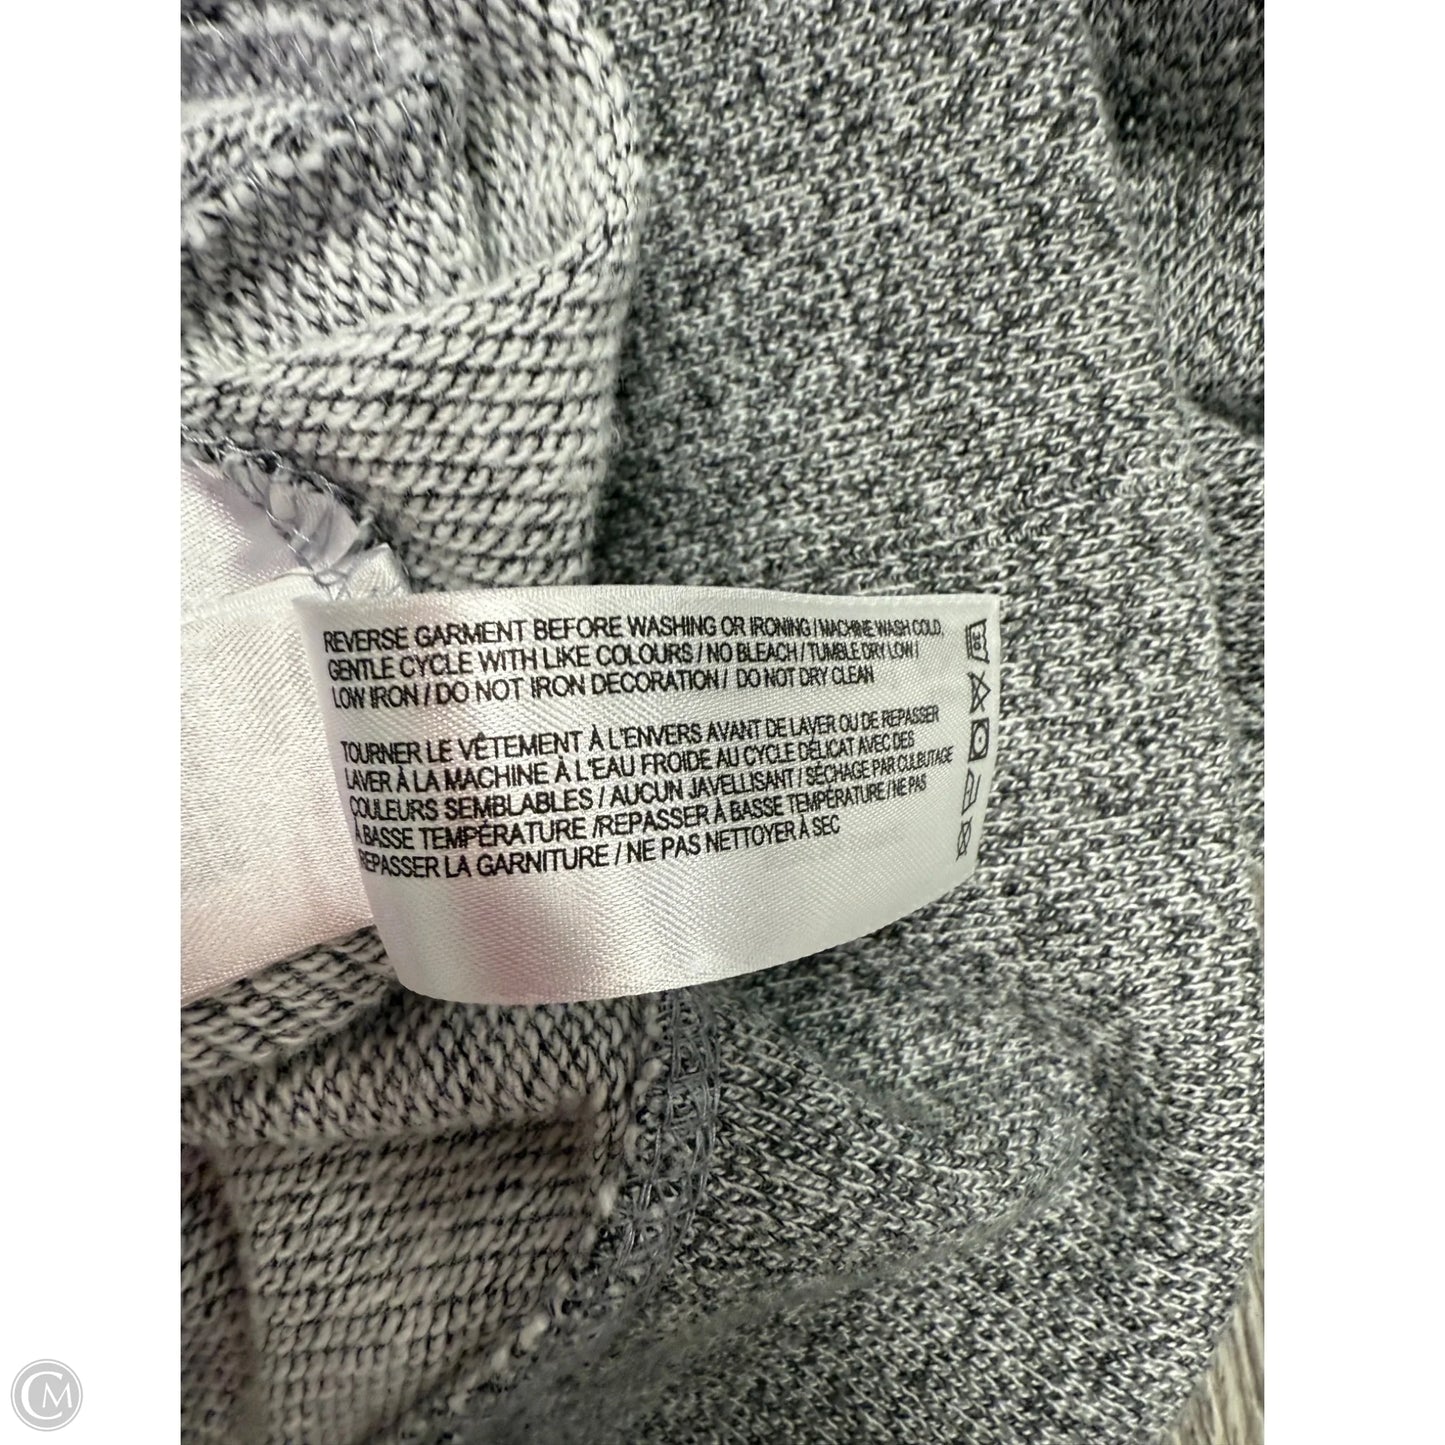 REVERSE GARMENT BEFORE WASHING OR IRONING / MACHINE WASH COLD,
GENTLE CYCLE WITH LIKE COLOURS / NO BLEACH / TUMBLE DRY LOW /
LOW IRON / DO NOT IRON DECORATION / DO NOT DRY CLEAN
TOURNER LE VÊTEMENT À L'ENVERS AVANT DE LAVER OU DE REPASSER
LAVER À LA MACHINE À L'EAU FROIDE AU CYCLE DÉLICAT AVEC DES
COULEURS SEMBLABLES / AUCUN JAVELLISANT / SÉCHAGE PAR CULBUTAGE
À BASSE TEMPÉRATURE /REPASSER À BASSE TEMPÉRATURE / NE PAS
REPASSER LA GARNITURE / NE PAS NETTOYER À SEC
CM